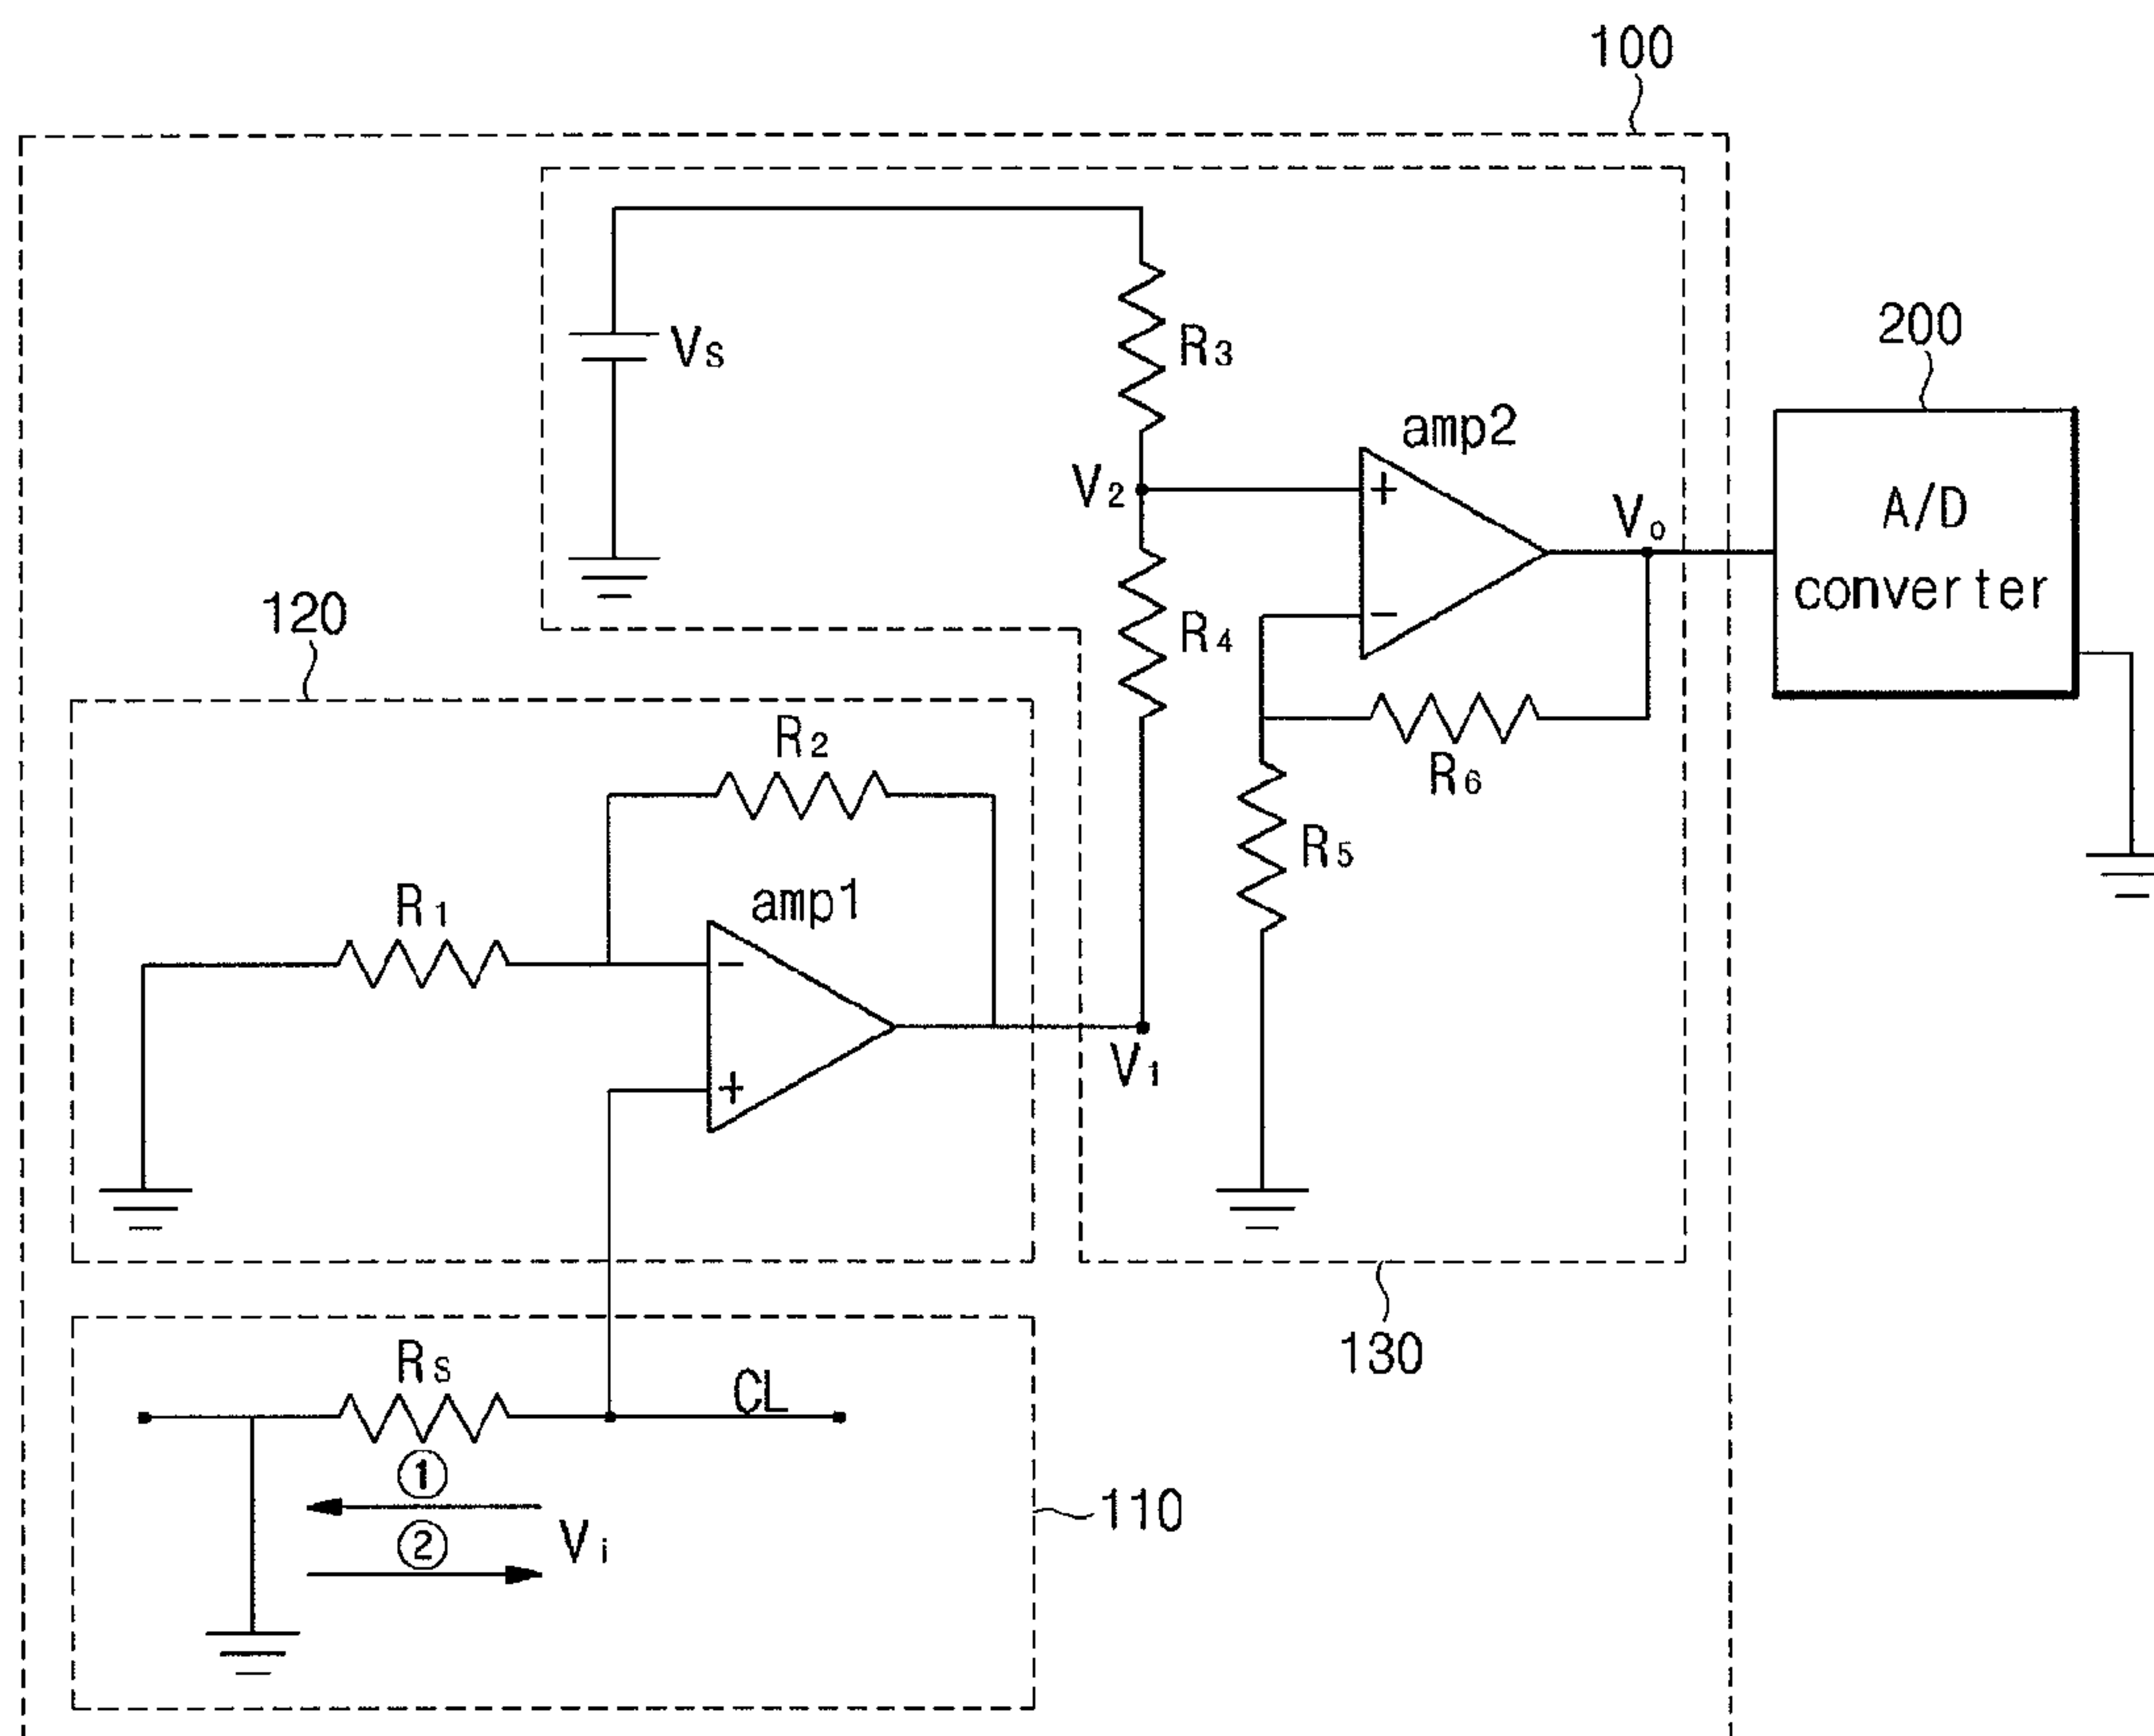 100
Vs
R3
200
amp2
V2
+
Vo
A/D
converter
120
−
R4
R2
R6
R5
R1
amp1
−
V1
+
130
Rs
CL
①
110
②
Vi